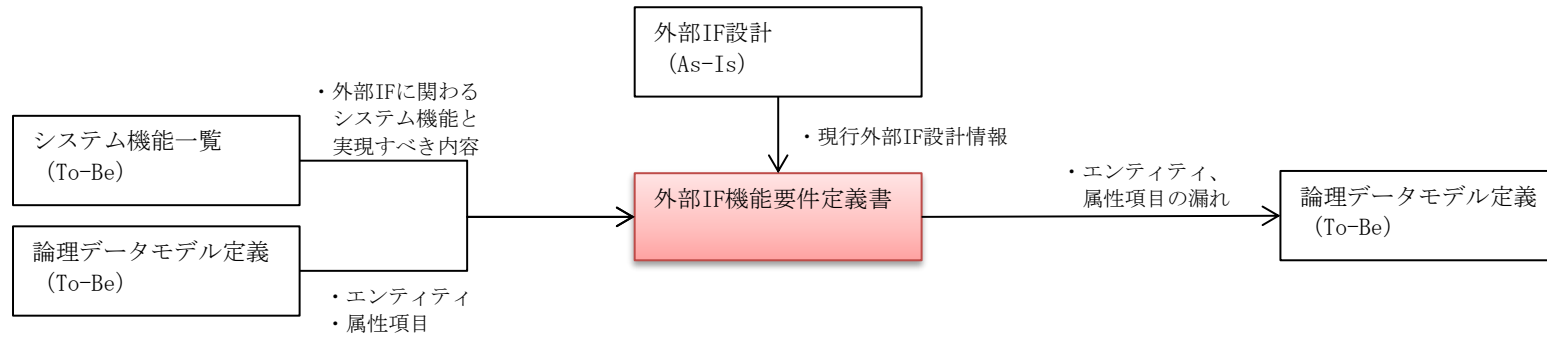 外部IF設計
（As-Is）
・外部IFに関わる
システム機能と
実現すべき内容
システム機能一覧
（To-Be）
・現行外部IF設計情報
外部IF機能要件定義書
・エンティティ、
属性項目の漏れ
論理データモデル定義
（To-Be）
論理データモデル定義
（To-Be）
・エンティティ
・属性項目